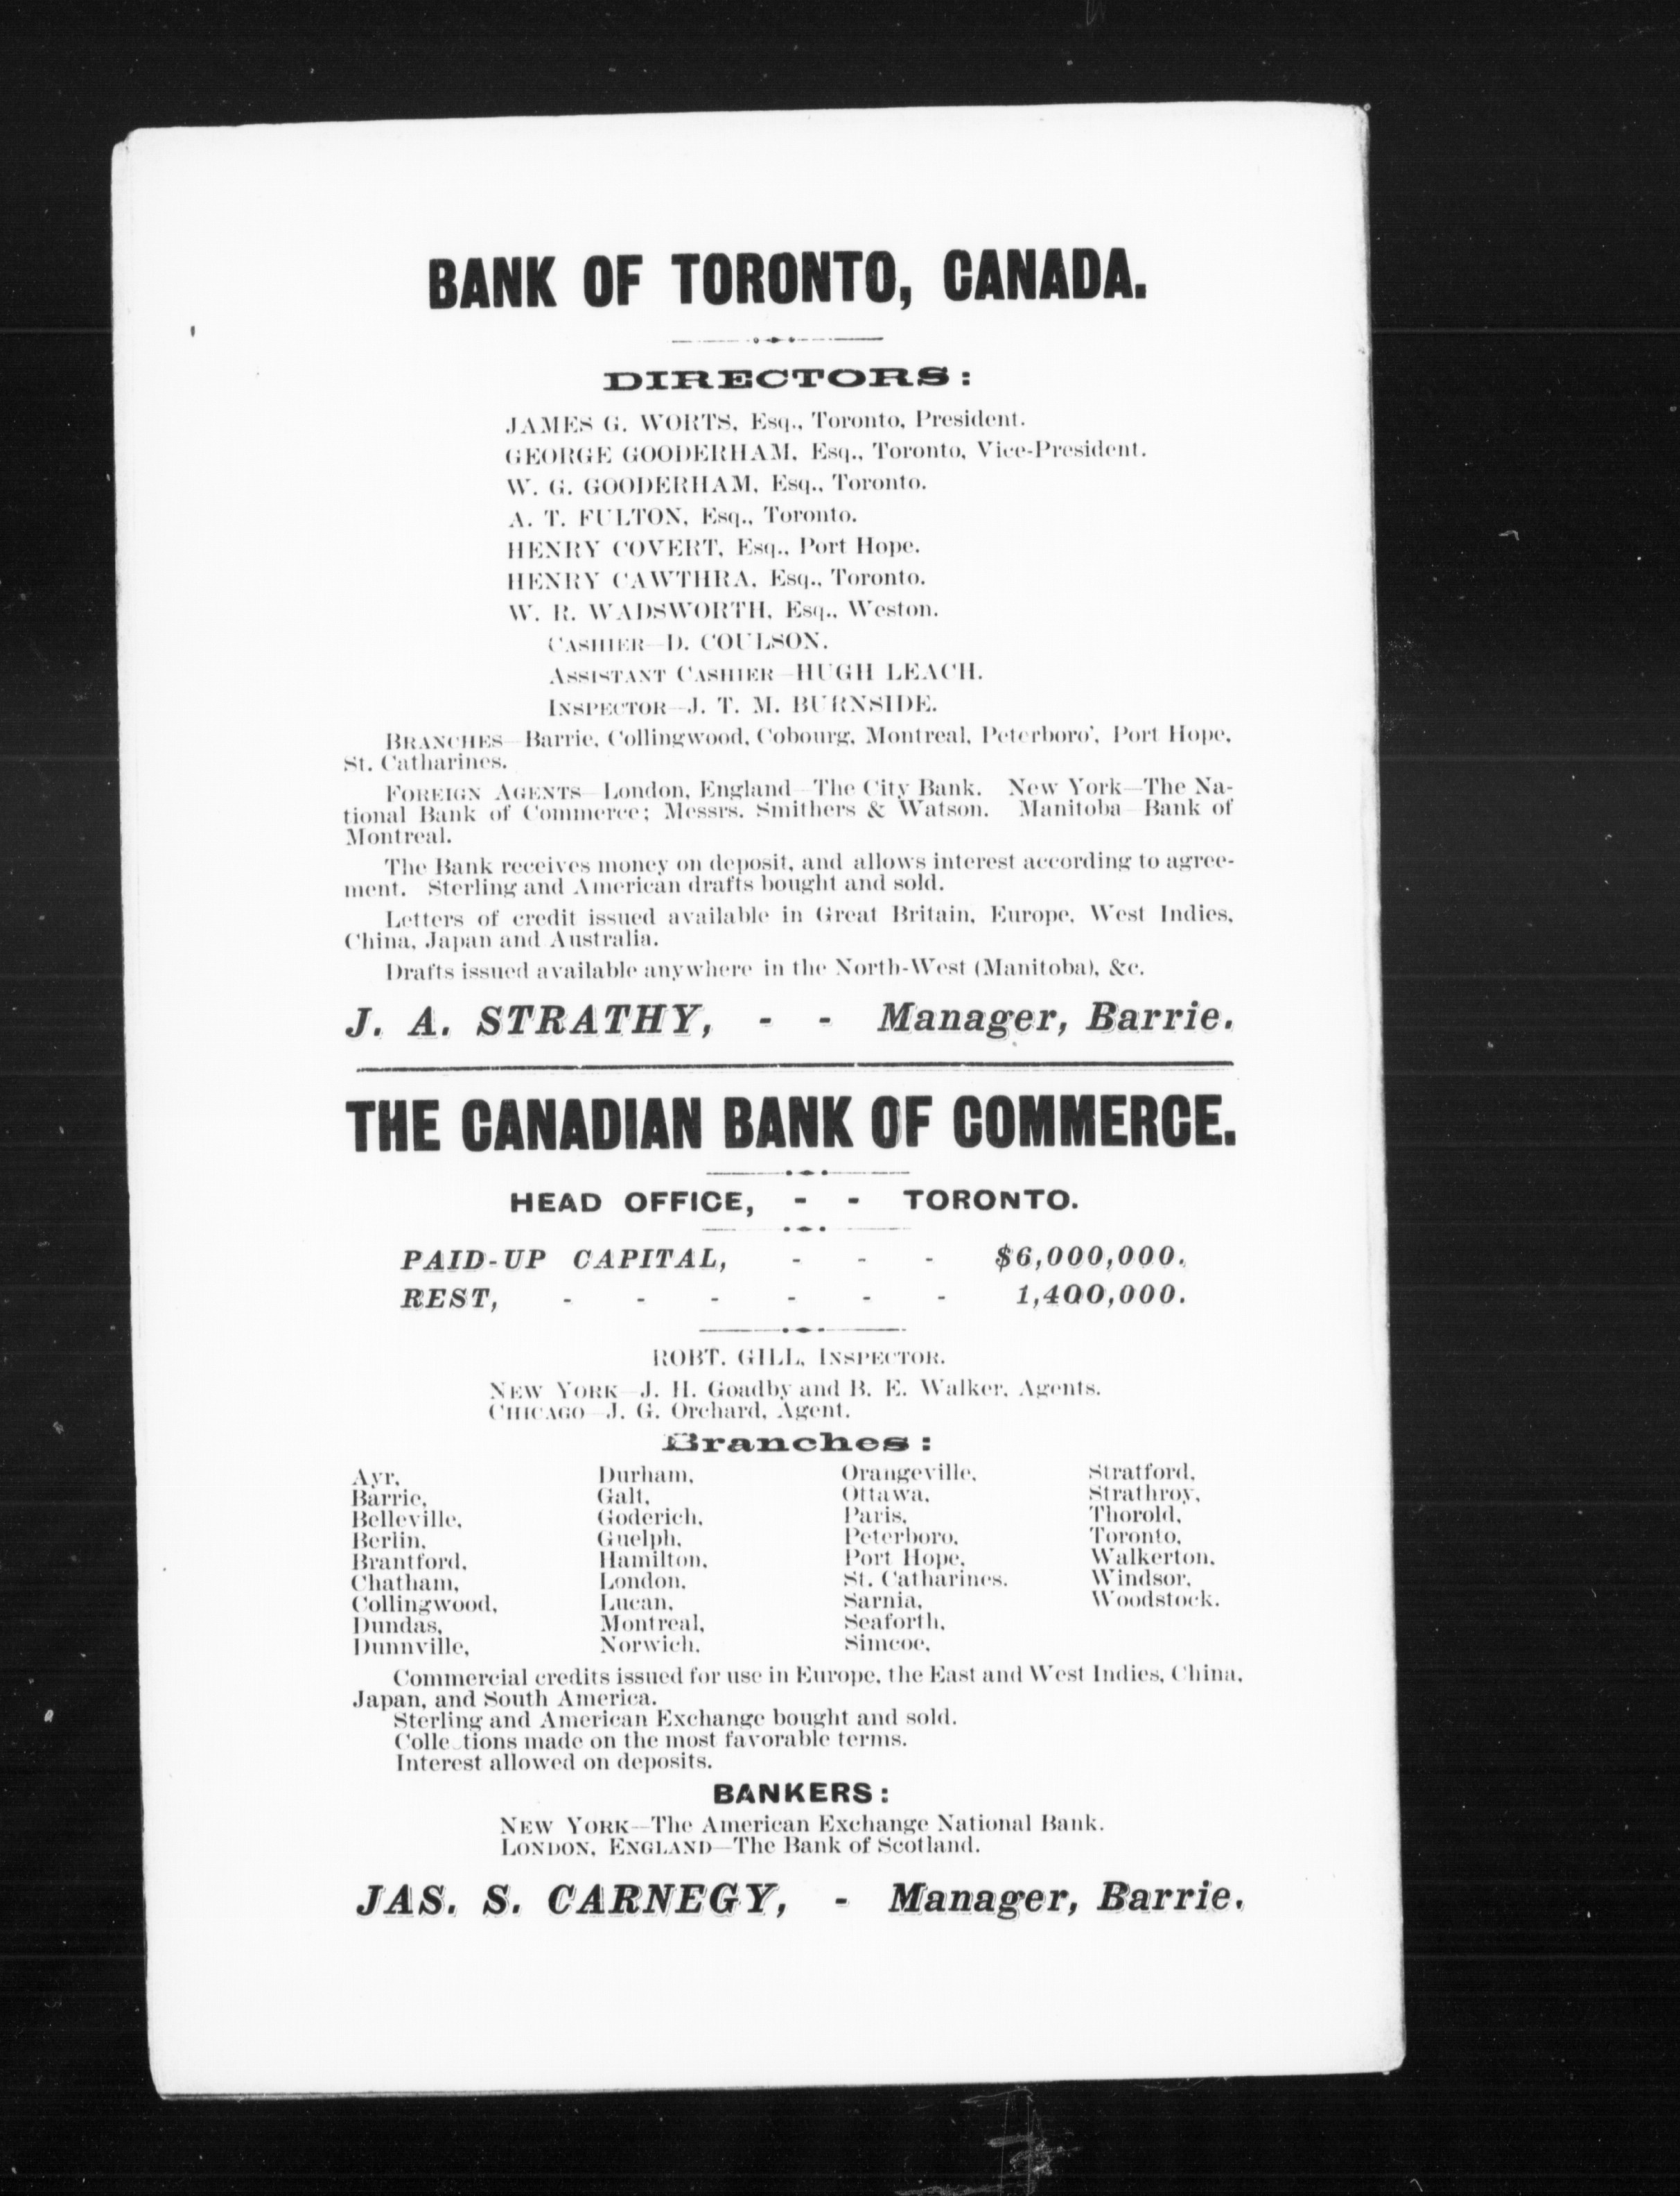 BANK OF TORONTO, CANADA.
DIRECTORS:
JAMES G. WORTS, Esq., Toronto, President.
GEORGE GOODERHAM, Esq., Toronto, Vice-President.
W. G. GOODERHAM, Esq., Toronto.
A. T. FULTON, Esq., Toronto.
HENRY COVERT, Esq., Port Hope.
HENRY CAWTHRA, Esq., Toronto.
W. R. WADSWORTH, Esq., Weston.
CASHIER—D. COULSON.
ASSISTANT CASHIER—HUGH LEACH.
INSPECTOR—J. T. M. BURNSIDE.
BRANCHES—Barrie, Collingwood, Cobourg, Montreal, Peterboro', Port Hope,
St. Catharines.
FOREIGN AGENTS—London, England—The City Bank. New York—The Na-
tional Bank of Commerce; Messrs. Smithers & Watson. Manitoba—Bank of
Montreal.
The Bank receives money on deposit, and allows interest according to agree-
ment. Sterling and American drafts bought and sold.
Letters of credit issued available in Great Britain, Europe, West Indies,
China, Japan and Australia.
Drafts issued available anywhere in the North-West (Manitoba), &c.
J. A. STRATHY, - - Manager, Barrie.
THE CANADIAN BANK OF COMMERCE.
HEAD OFFICE, - - TORONTO.
PAID-UP CAPITAL, - - - $6,000,000.
REST, - - - - - - 1,400,000.
ROBT. GILL, INSPECTOR.
NEW YORK—J. H. Goadby and B. E. Walker, Agents.
CHICAGO—J. G. Orchard, Agent.
Branches:
Ayr,
Barrie,
Belleville,
Berlin,
Brantford,
Chatham,
Collingwood,
Dundas,
Dunnville,
Durham,
Galt,
Goderich,
Guelph,
Hamilton,
London,
Lucan,
Montreal,
Norwich,
Orangeville,
Ottawa,
Paris,
Peterboro,
Port Hope,
St. Catharines.
Sarnia,
Seaforth,
Simcoe,
Stratford,
Strathroy,
Thorold,
Toronto,
Walkerton,
Windsor,
Woodstock.
Commercial credits issued for use in Europe, the East and West Indies, China,
Japan, and South America.
Sterling and American Exchange bought and sold.
Colle tions made on the most favorable terms.
Interest allowed on deposits.
BANKERS:
NEW YORK—The American Exchange National Bank.
LONDON, ENGLAND—The Bank of Scotland.
JAS. S. CARNEGY, - Manager, Barrie.